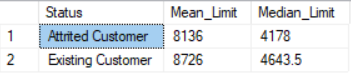 Status Mean_Limit Median_Limit
1 Attrited Customer 8136 4178
2 Existing Customer 8726 4643.5